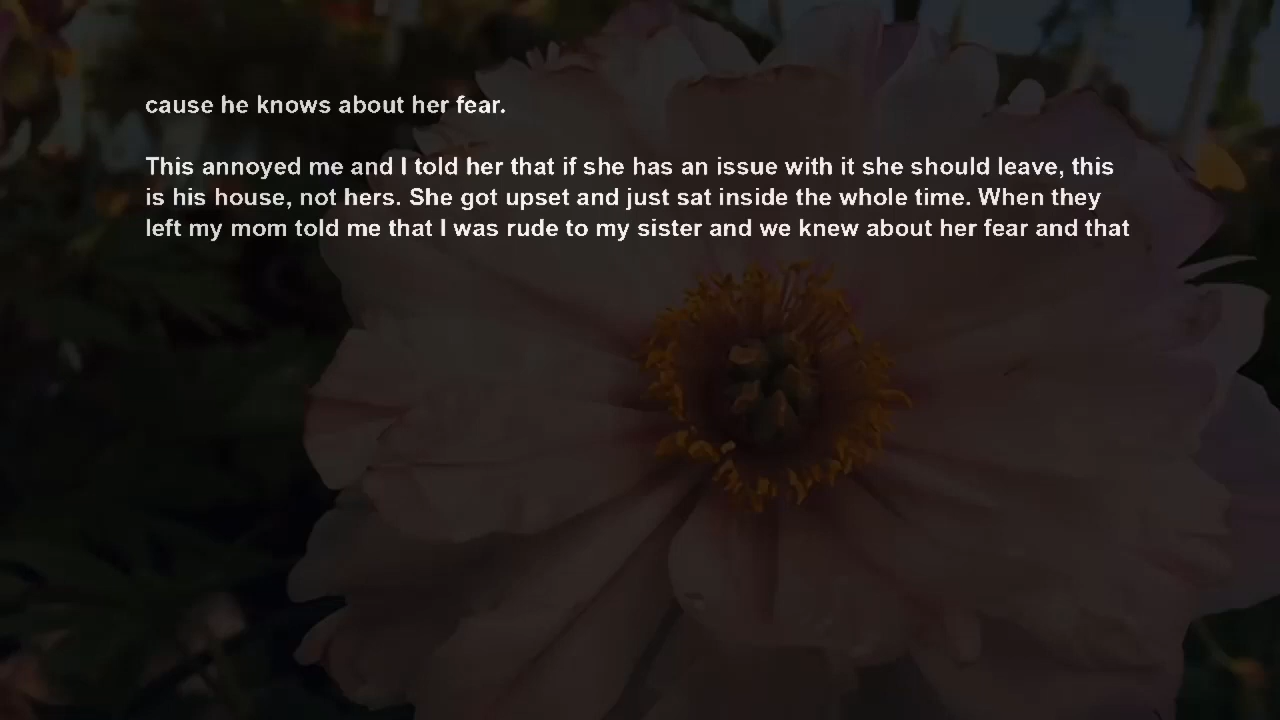 cause he knows about her fear.
This annoyed me and I told her that if she has an issue with it she should leave, this
is his house, not hers. She got upset and just sat inside the whole time. When they
left my mom told me that I was rude to my sister and we knew about her fear and that